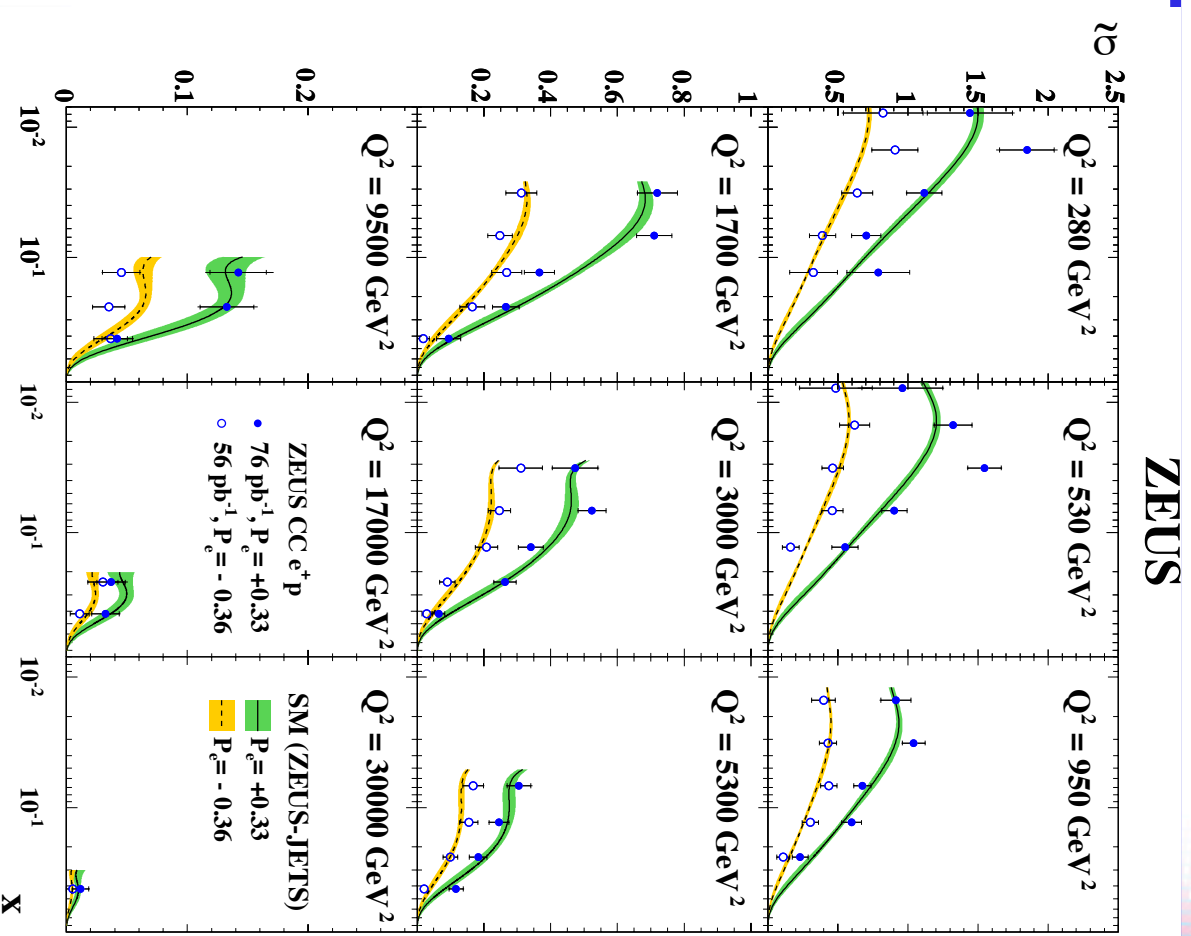 ZEUS
σ̃
2.5
2
1.5
1
0.5
Q² = 280 GeV²
Q² = 530 GeV²
Q² = 950 GeV²
1
0.8
0.6
0.4
0.2
Q² = 1700 GeV²
Q² = 3000 GeV²
Q² = 5300 GeV²
0.2
0.1
0
Q² = 9500 GeV²
Q² = 17000 GeV²
Q² = 30000 GeV²
ZEUS CC e⁺p
76 pb⁻¹, Pₑ = +0.33
56 pb⁻¹, Pₑ = - 0.36
SM (ZEUS-JETS)
Pₑ = +0.33
Pₑ = - 0.36
10⁻² 10⁻¹ 10⁻² 10⁻¹ 10⁻² 10⁻¹
x